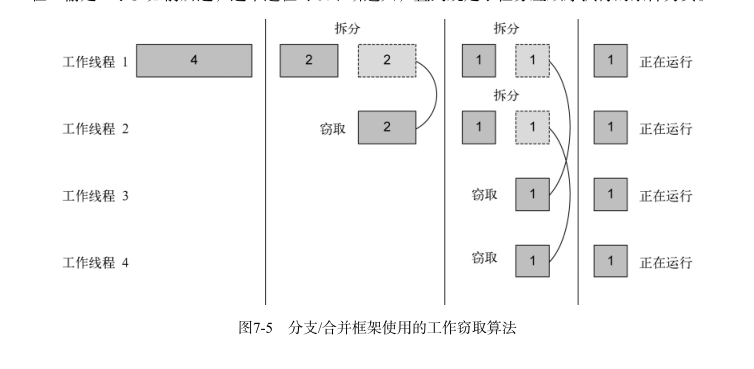 拆分 拆分
工作线程 1 4 2 2 1 1 1 正在运行
拆分
工作线程 2 窃取 2 1 1 1 正在运行
工作线程 3 窃取 1 1 正在运行
工作线程 4 窃取 1 1 正在运行
图7-5 分支/合并框架使用的工作窃取算法